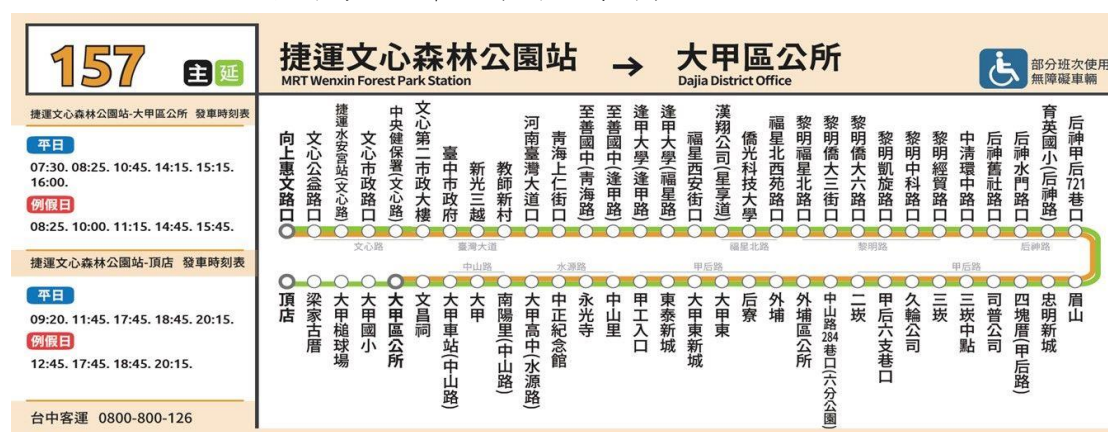 157 主 延
捷運文心森林公園站-大甲區公所 發車時刻表
平日
07:30. 08:25. 10:45. 14:15. 15:15.
16:00.
例假日
08:25. 10:00. 11:15. 14:45. 15:45.
捷運文心森林公園站-頂店 發車時刻表
平日
09:20. 11:45. 17:45. 18:45. 20:15.
例假日
12:45. 17:45. 18:45. 20:15.
台中客運 0800-800-126
捷運文心森林公園站 → 大甲區公所
MRT Wenxin Forest Park Station
Dajia District Office
部分班次使用
無障礙車輛
向上惠文路口
文心公益路口
捷運水安宮站(文心路)
文心市政路口
中央健保署(文心路)
文心第二市政大樓
臺中市政府
新光三越
教師新村
河南臺灣大道口
青海上仁街口
至善國中(青海路)
至善國中(逢甲路)
逢甲大學(逢甲路)
逢甲大學(福星路)
福星西安街口
漢翔公司(星享道)
僑光科技大學
福星北西苑路口
黎明福星北路口
黎明僑大三街口
黎明僑大六路口
黎明凱旋路口
黎明中科路口
黎明經貿路口
中清環中路口
后神舊社路口
后神水門路口
育英國小(后神路)
后神甲后721巷口
文心路
臺灣大道
福星北路
黎明路
后神路
中山路
水源路
甲后路
甲后路
頂店
梁家古厝
大甲槌球場
大甲國小
大甲區公所
文昌祠
大甲車站(中山路)
大甲
南陽里(中山路)
大甲高中(水源路)
中正紀念館
永光寺
中山里
甲工入口
東泰新城
大甲東新城
大甲東
后寮
外埔
外埔區公所
中山路284巷口(六分公園)
二崁
甲后六支巷口
久輪公司
三崁
三崁中點
司普公司
四塊厝(甲后路)
忠明新城
眉山